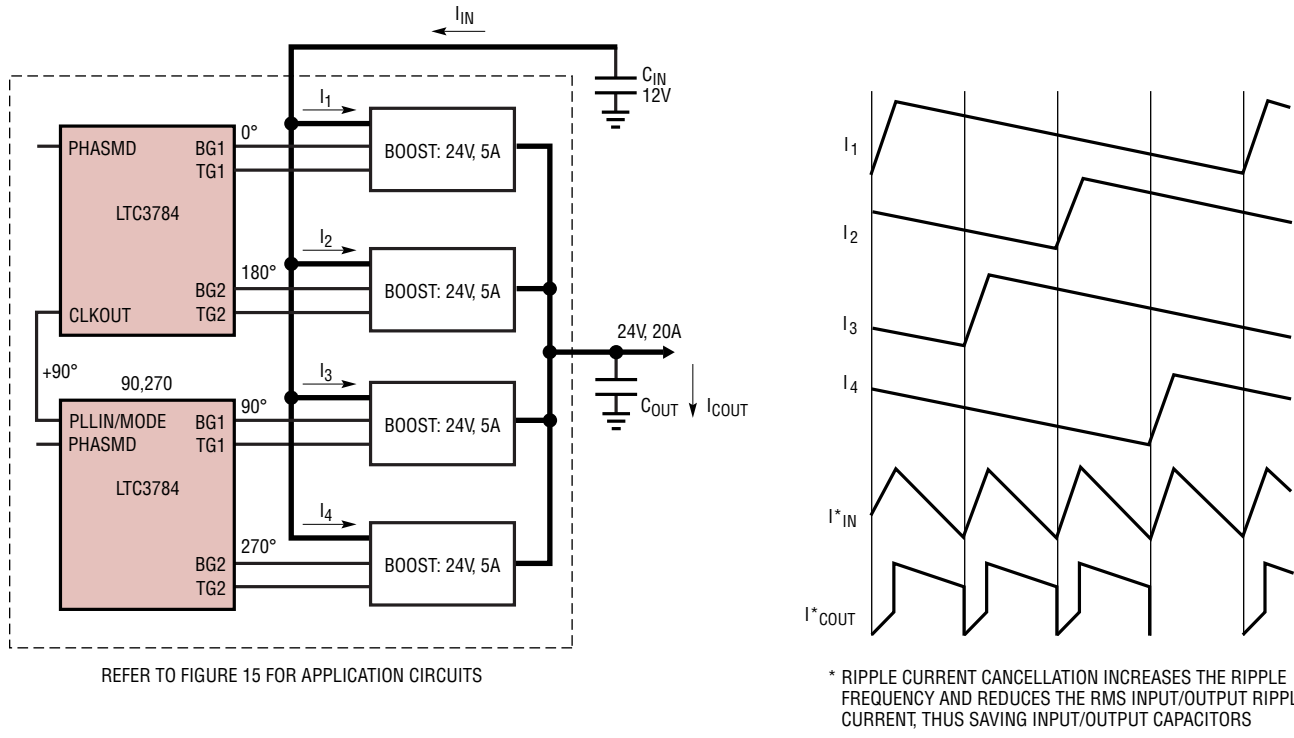 I_IN
C_IN
12V
I_1
PHASMD
BG1
0°
TG1
BOOST: 24V, 5A
LTC3784
I_2
180°
BG2
TG2
BOOST: 24V, 5A
CLKOUT
+90°
90,270
24V, 20A
I_3
90°
PLLIN/MODE
BG1
PHASMD
TG1
BOOST: 24V, 5A
C_OUT
I_COUT
LTC3784
I_4
270°
BG2
TG2
BOOST: 24V, 5A
REFER TO FIGURE 15 FOR APPLICATION CIRCUITS
I_1
I_2
I_3
I_4
I*_IN
I*_COUT
* RIPPLE CURRENT CANCELLATION INCREASES THE RIPPLE
FREQUENCY AND REDUCES THE RMS INPUT/OUTPUT RIPPL
CURRENT, THUS SAVING INPUT/OUTPUT CAPACITORS